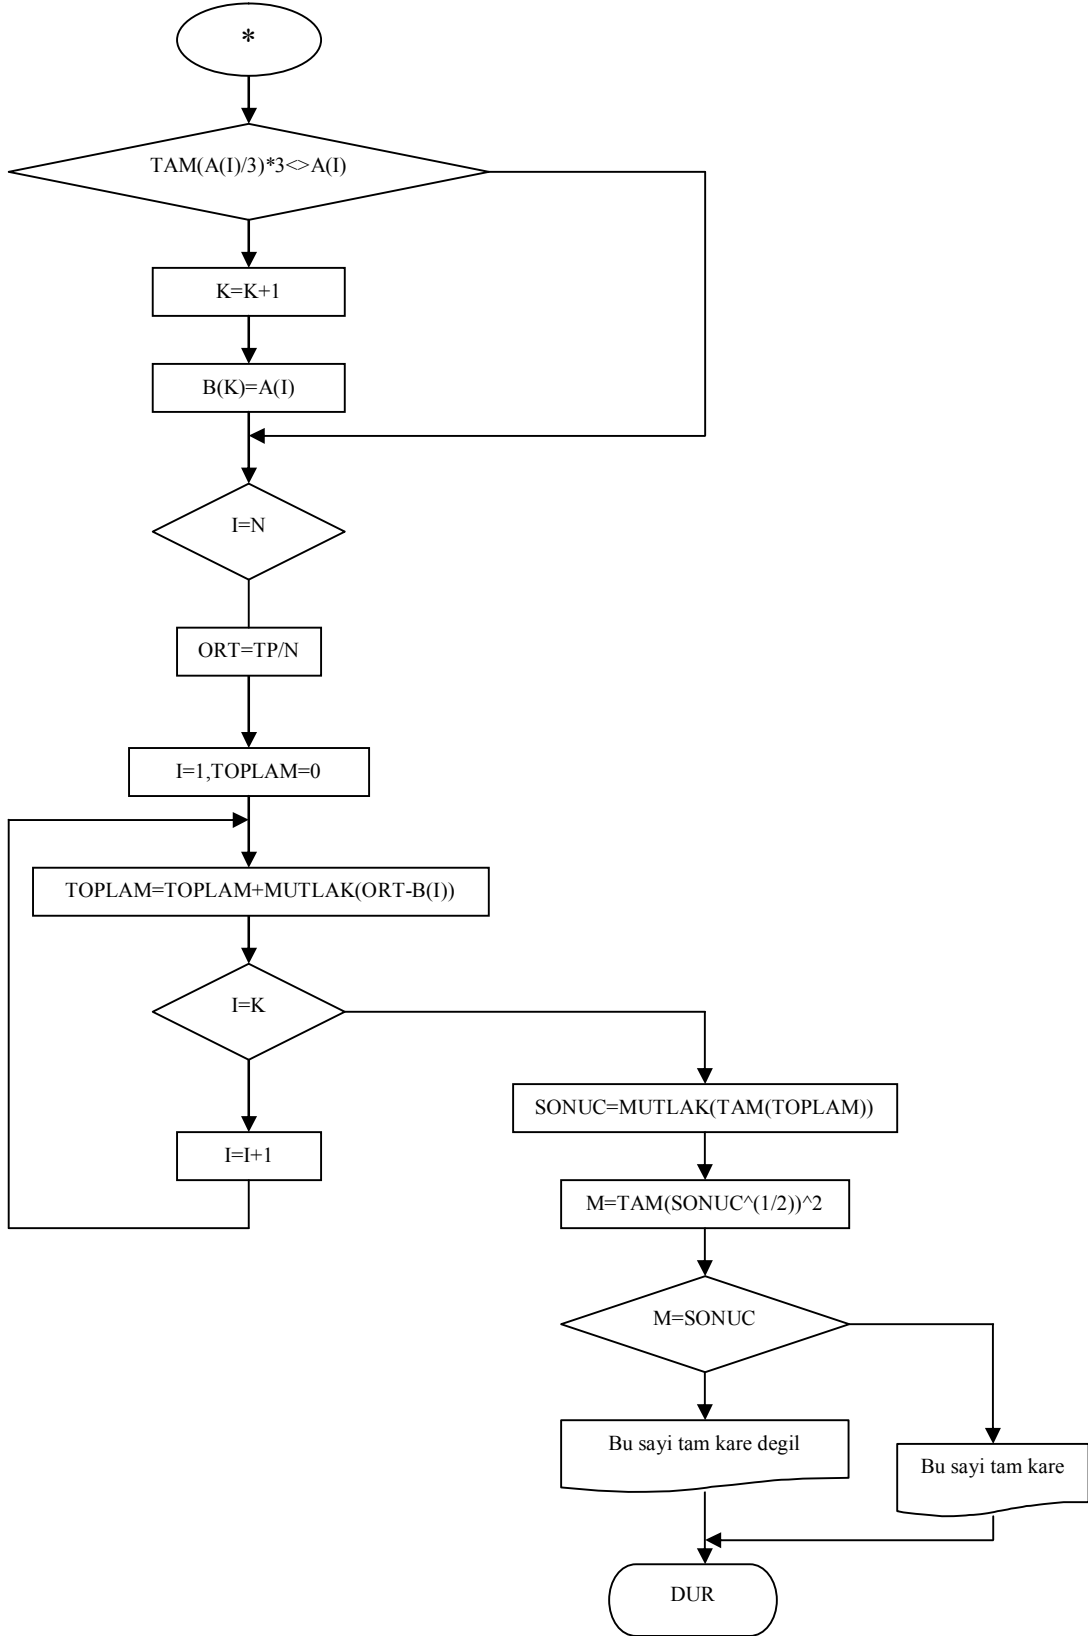 *
TAM(A(I)/3)*3<>A(I)
K=K+1
B(K)=A(I)
I=N
ORT=TP/N
I=1,TOPLAM=0
TOPLAM=TOPLAM+MUTLAK(ORT-B(I))
I=K
I=I+1
SONUC=MUTLAK(TAM(TOPLAM))
M=TAM(SONUC^(1/2))^2
M=SONUC
Bu sayi tam kare degil
Bu sayi tam kare
DUR